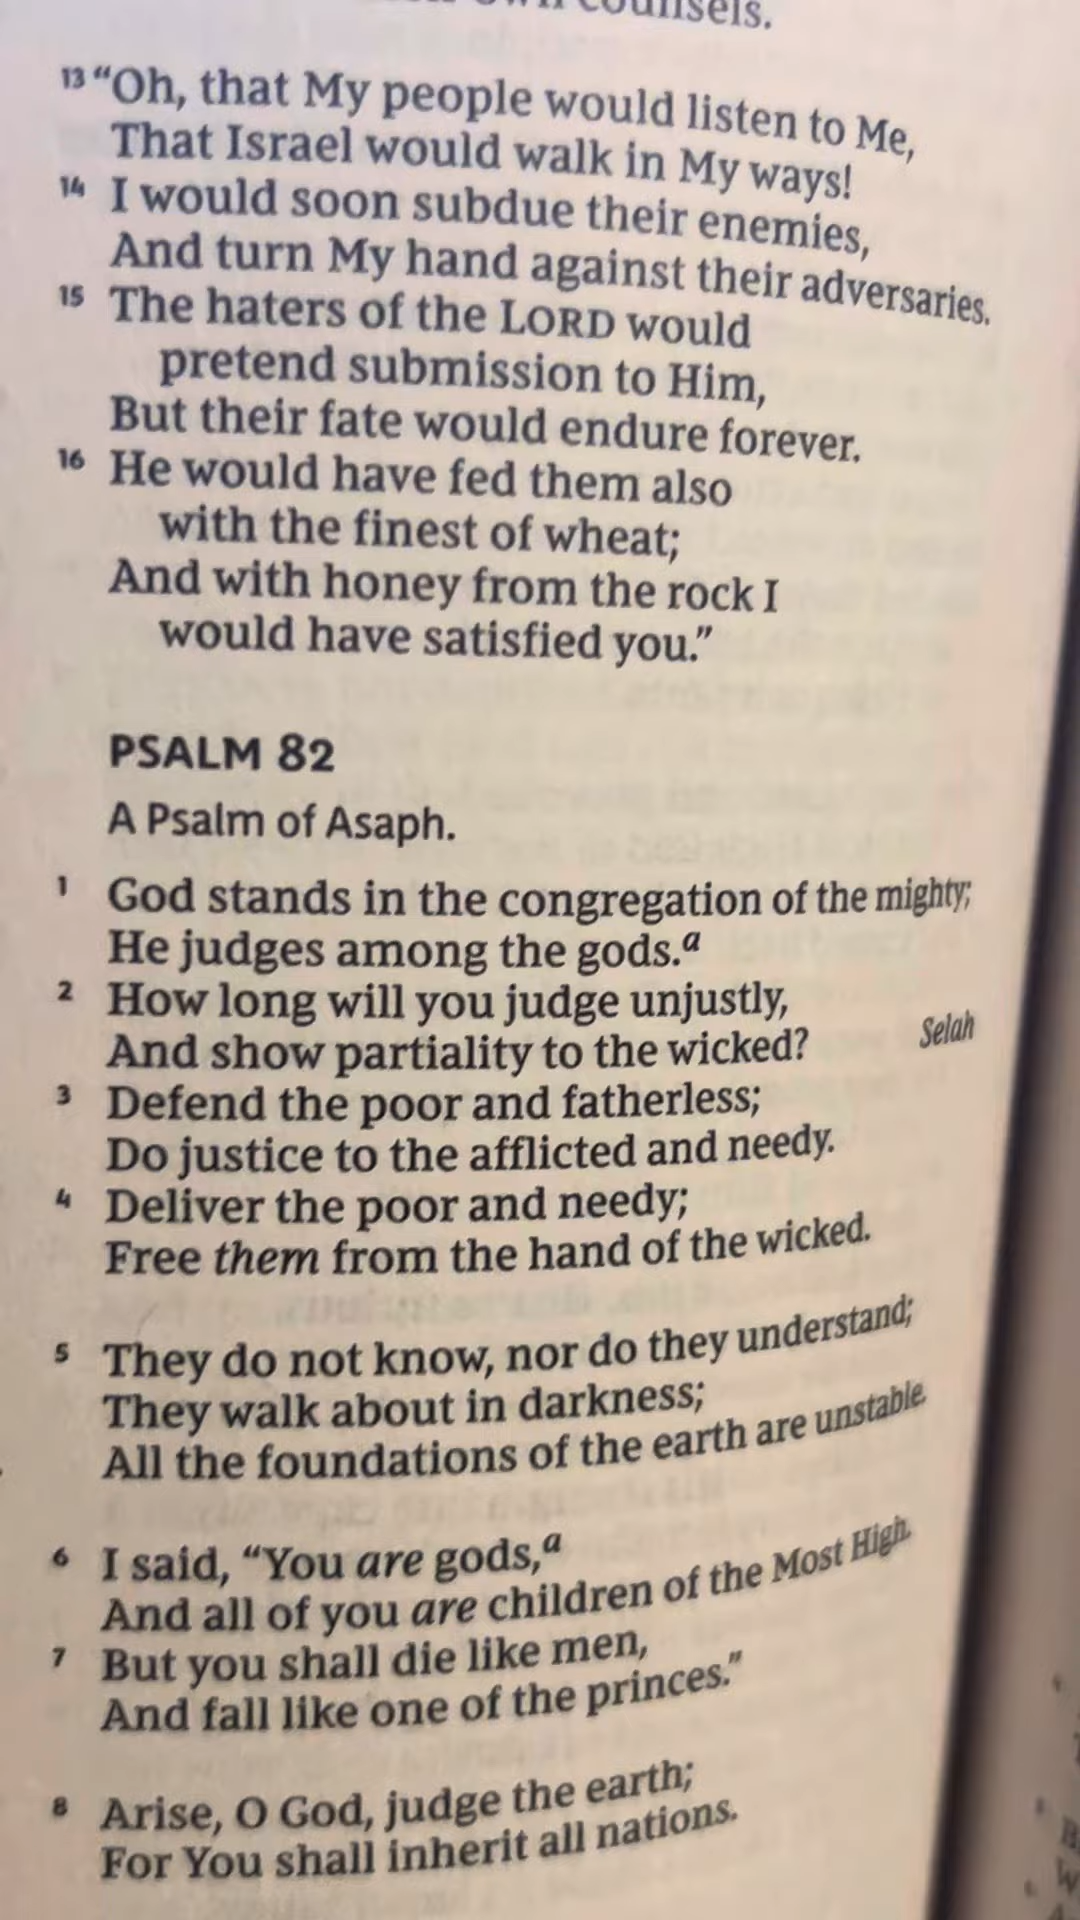 counsels.
13 “Oh, that My people would listen to Me,
That Israel would walk in My ways!
14 I would soon subdue their enemies,
And turn My hand against their adversaries.
15 The haters of the LORD would
pretend submission to Him,
But their fate would endure forever.
16 He would have fed them also
with the finest of wheat;
And with honey from the rock I
would have satisfied you.”
PSALM 82
A Psalm of Asaph.
1 God stands in the congregation of the mighty;
He judges among the gods.a
2 How long will you judge unjustly,
And show partiality to the wicked? Selah
3 Defend the poor and fatherless;
Do justice to the afflicted and needy.
4 Deliver the poor and needy;
Free them from the hand of the wicked.
5 They do not know, nor do they understand;
They walk about in darkness;
All the foundations of the earth are unstable.
6 I said, “You are gods,a
And all of you are children of the Most High.
7 But you shall die like men,
And fall like one of the princes.”
8 Arise, O God, judge the earth;
For You shall inherit all nations.